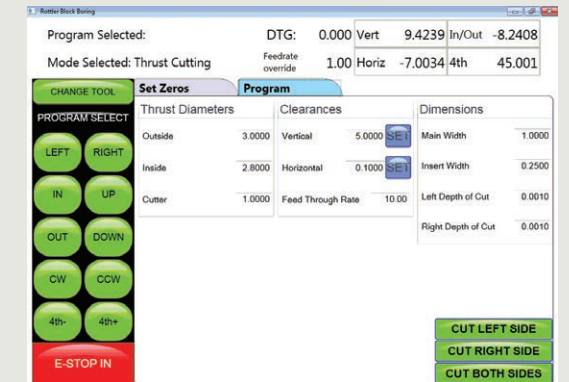 Rottler Block Boring
Program Selected: DTG: 0.000 Vert 9.4239 In/Out -8.2408
Mode Selected: Thrust Cutting Feedrate override 1.00 Horiz -7.0034 4th 45.001
CHANGE TOOL Set Zeros Program
PROGRAM SELECT Thrust Diameters Clearances Dimensions
Outside 3.0000 Vertical 5.0000 SET Main Width 1.0000
LEFT RIGHT Inside 2.8000 Horizontal 0.1000 SET Insert Width 0.2500
IN UP Cutter 1.0000 Feed Through Rate 10.00 Left Depth of Cut 0.0010
Right Depth of Cut 0.0010
OUT DOWN
CW CCW
4th- 4th+
CUT LEFT SIDE
E-STOP IN CUT RIGHT SIDE
CUT BOTH SIDES